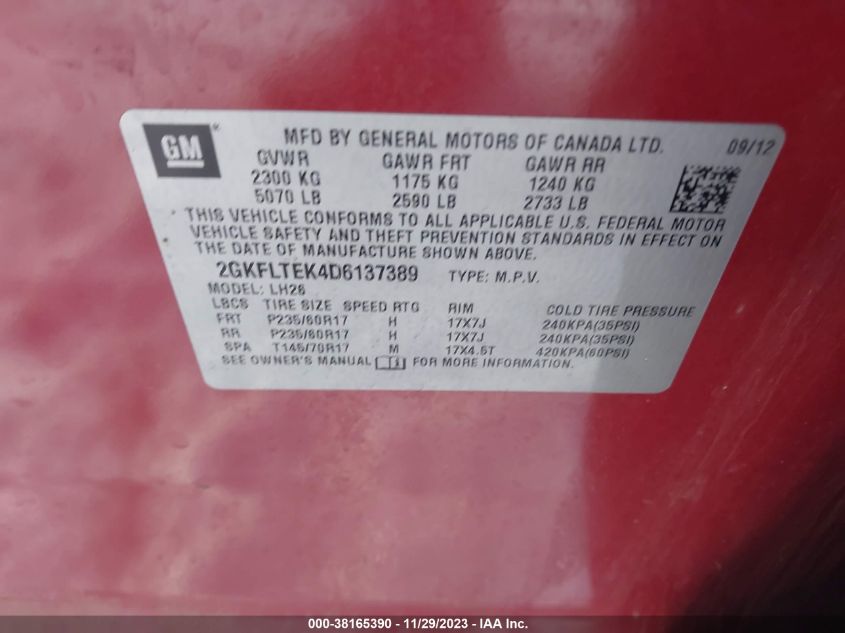 GM
MFD BY GENERAL MOTORS OF CANADA LTD. 09/12
GVWR GAWR FRT GAWR RR
2300 KG 1175 KG 1240 KG
5070 LB 2590 LB 2733 LB
THIS VEHICLE CONFORMS TO ALL APPLICABLE U.S. FEDERAL MOTOR
VEHICLE SAFETY AND THEFT PREVENTION STANDARDS IN EFFECT ON
THE DATE OF MANUFACTURE SHOWN ABOVE.
2GKFLTEK4D6137389 TYPE: M.P.V.
MODEL: LH26
LBCS TIRE SIZE SPEED RTG RIM COLD TIRE PRESSURE
FRT P235/60R17 H 17X7J 240KPA(35PSI)
RR P235/60R17 H 17X7J 240KPA(35PSI)
SPA T145/70R17 M 17X4.5T 420KPA(60PSI)
SEE OWNER'S MANUAL FOR MORE INFORMATION.
000-38165390 - 11/29/2023 - IAA Inc.